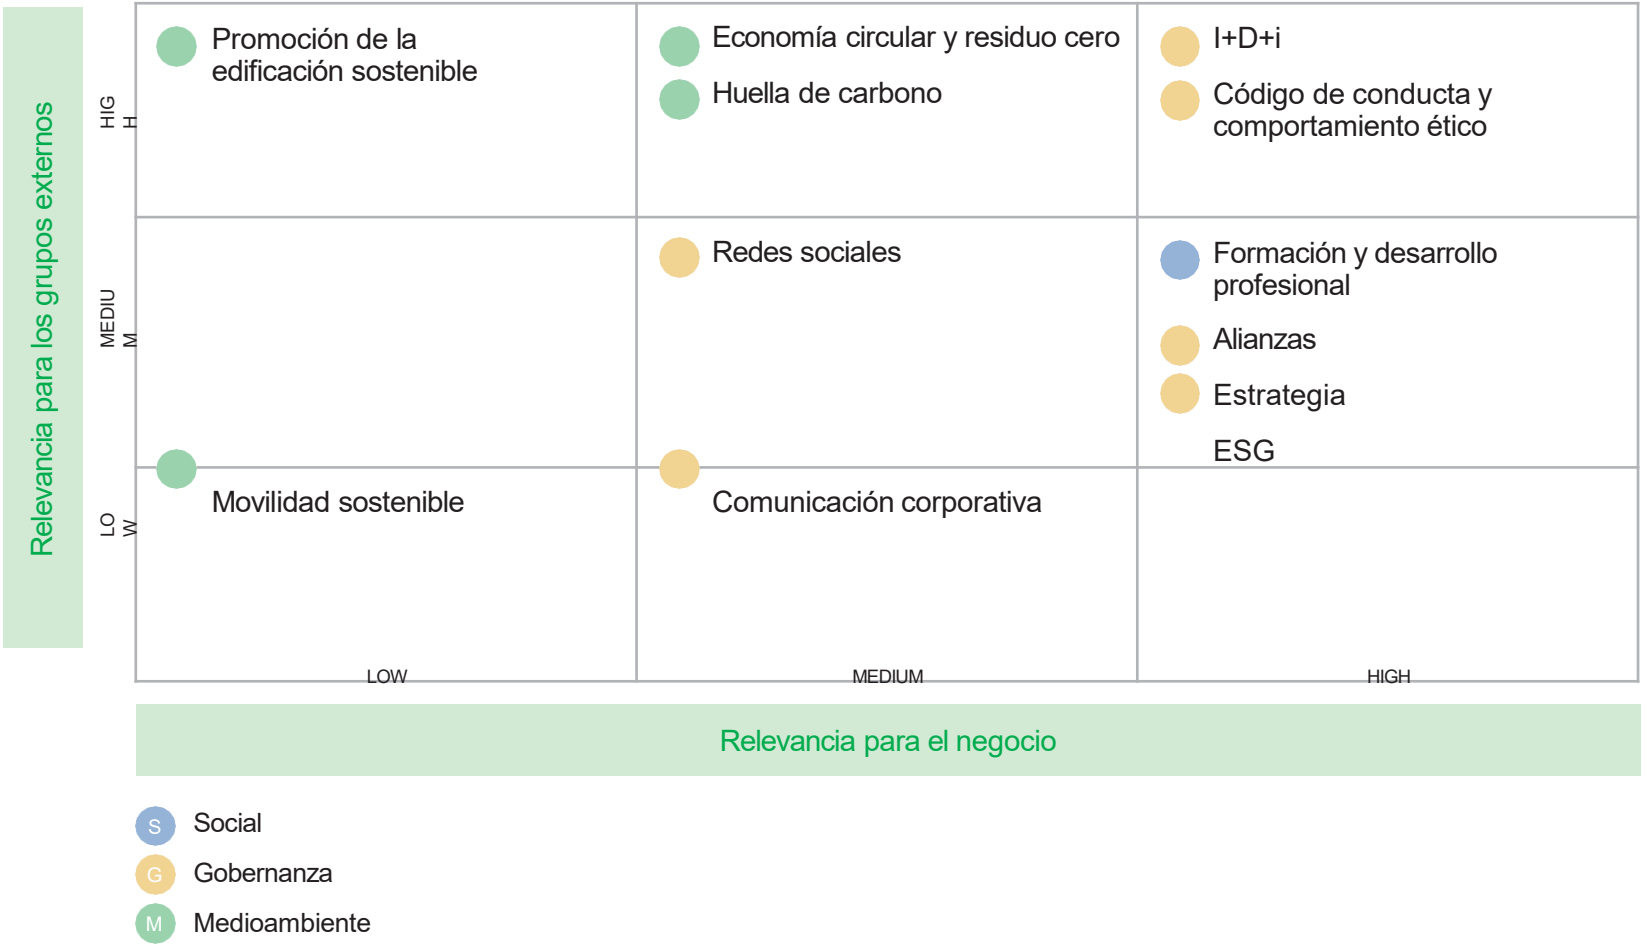 Relevancia para los grupos externos
HIG
H
Promoción de la
edificación sostenible
Economía circular y residuo cero
Huella de carbono
I+D+i
Código de conducta y
comportamiento ético
MEDIU
M
Redes sociales
Formación y desarrollo
profesional
Alianzas
Estrategia
ESG
LO
W
Movilidad sostenible
Comunicación corporativa
LOW
MEDIUM
HIGH
Relevancia para el negocio
S Social
G Gobernanza
M Medioambiente